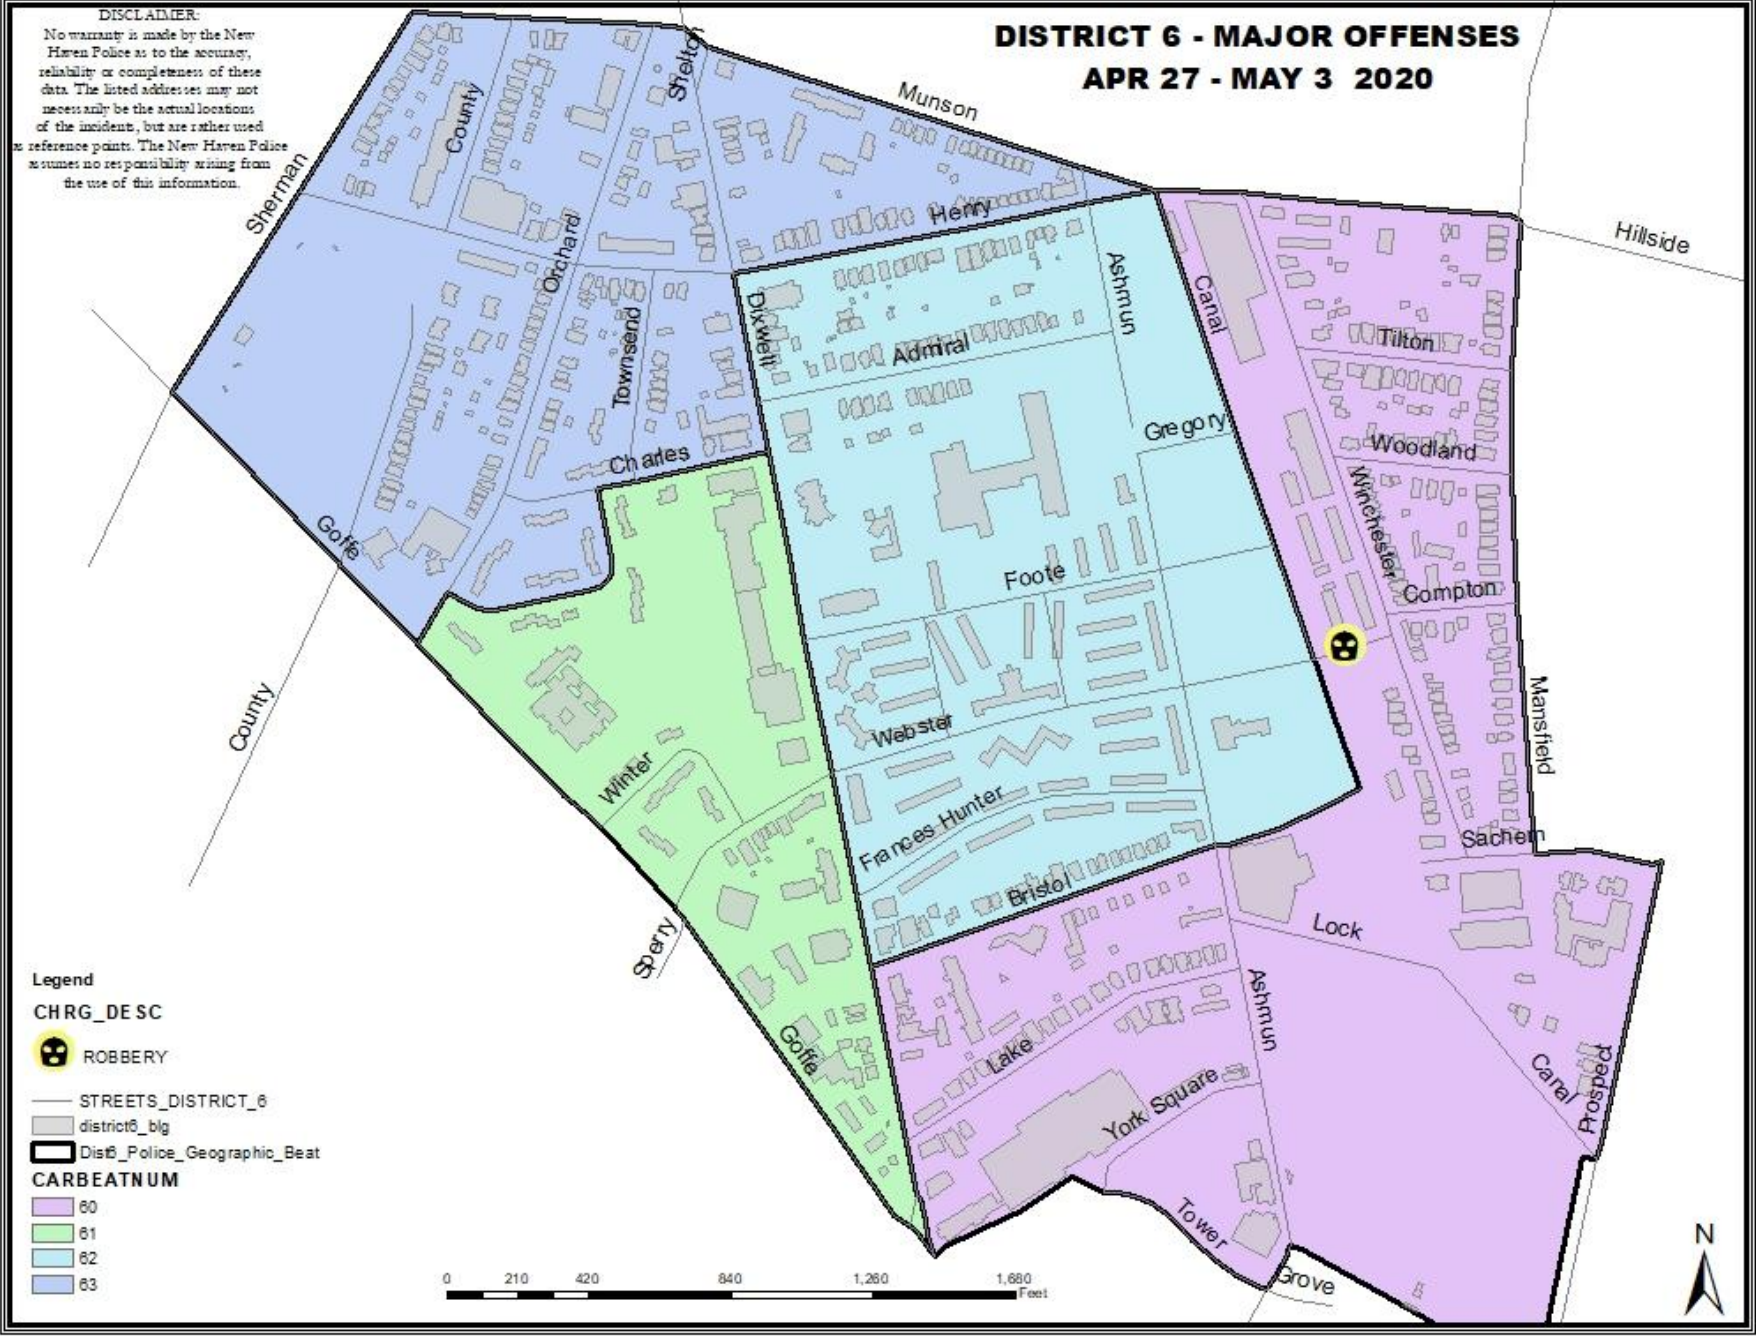 DISCLAIMER:
No warranty is made by the New
Haven Police as to the accuracy,
reliability or completeness of these
data. The listed addresses may not
necessarily be the actual locations
of the incidents, but are rather used
as reference points. The New Haven Police
assumes no responsibility arising from
the use of this information.
DISTRICT 6 - MAJOR OFFENSES
APR 27 - MAY 3 2020
Shelton
Munson
County
Sherman
Henry
Orchard
Hillside
Ashmun
Canal
Dixwell
Townsend
Admiral
Tilton
Gregory
Woodland
Charles
Winchester
Goffe
Foote
Compton
County
Mansfield
Webster
Winter
Frances Hunter
Sachem
Bristol
Lock
Sperry
Ashmun
Goffe
Lake
Canal
Prospect
York Square
Tower
Grove
Legend
CHRG_DESC
ROBBERY
STREETS_DISTRICT_6
district6_blg
Dist6_Police_Geographic_Beat
CARBEATNUM
60
61
62
63
0 210 420 840 1,260 1,680
Feet
N